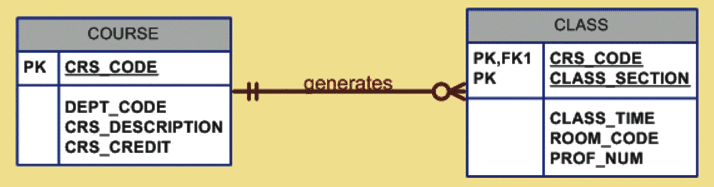 COURSE
PK CRS_CODE
DEPT_CODE
CRS_DESCRIPTION
CRS_CREDIT
generates
CLASS
PK,FK1 CRS_CODE
PK CLASS_SECTION
CLASS_TIME
ROOM_CODE
PROF_NUM